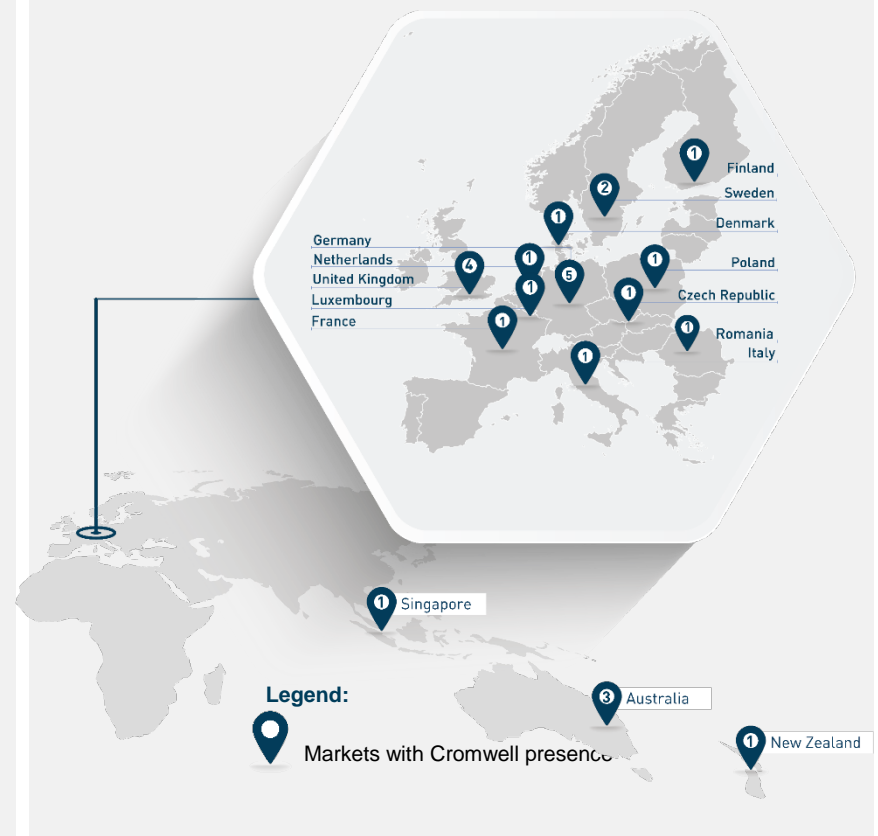 1
Finland
2
Sweden
1
Denmark
Germany
Netherlands
1
4
United Kingdom
5
1
Poland
Luxembourg
1
1
Czech Republic
France
1
1
Romania
1
Italy
1 Singapore
Legend:
3 Australia
Markets with Cromwell presence
1 New Zealand